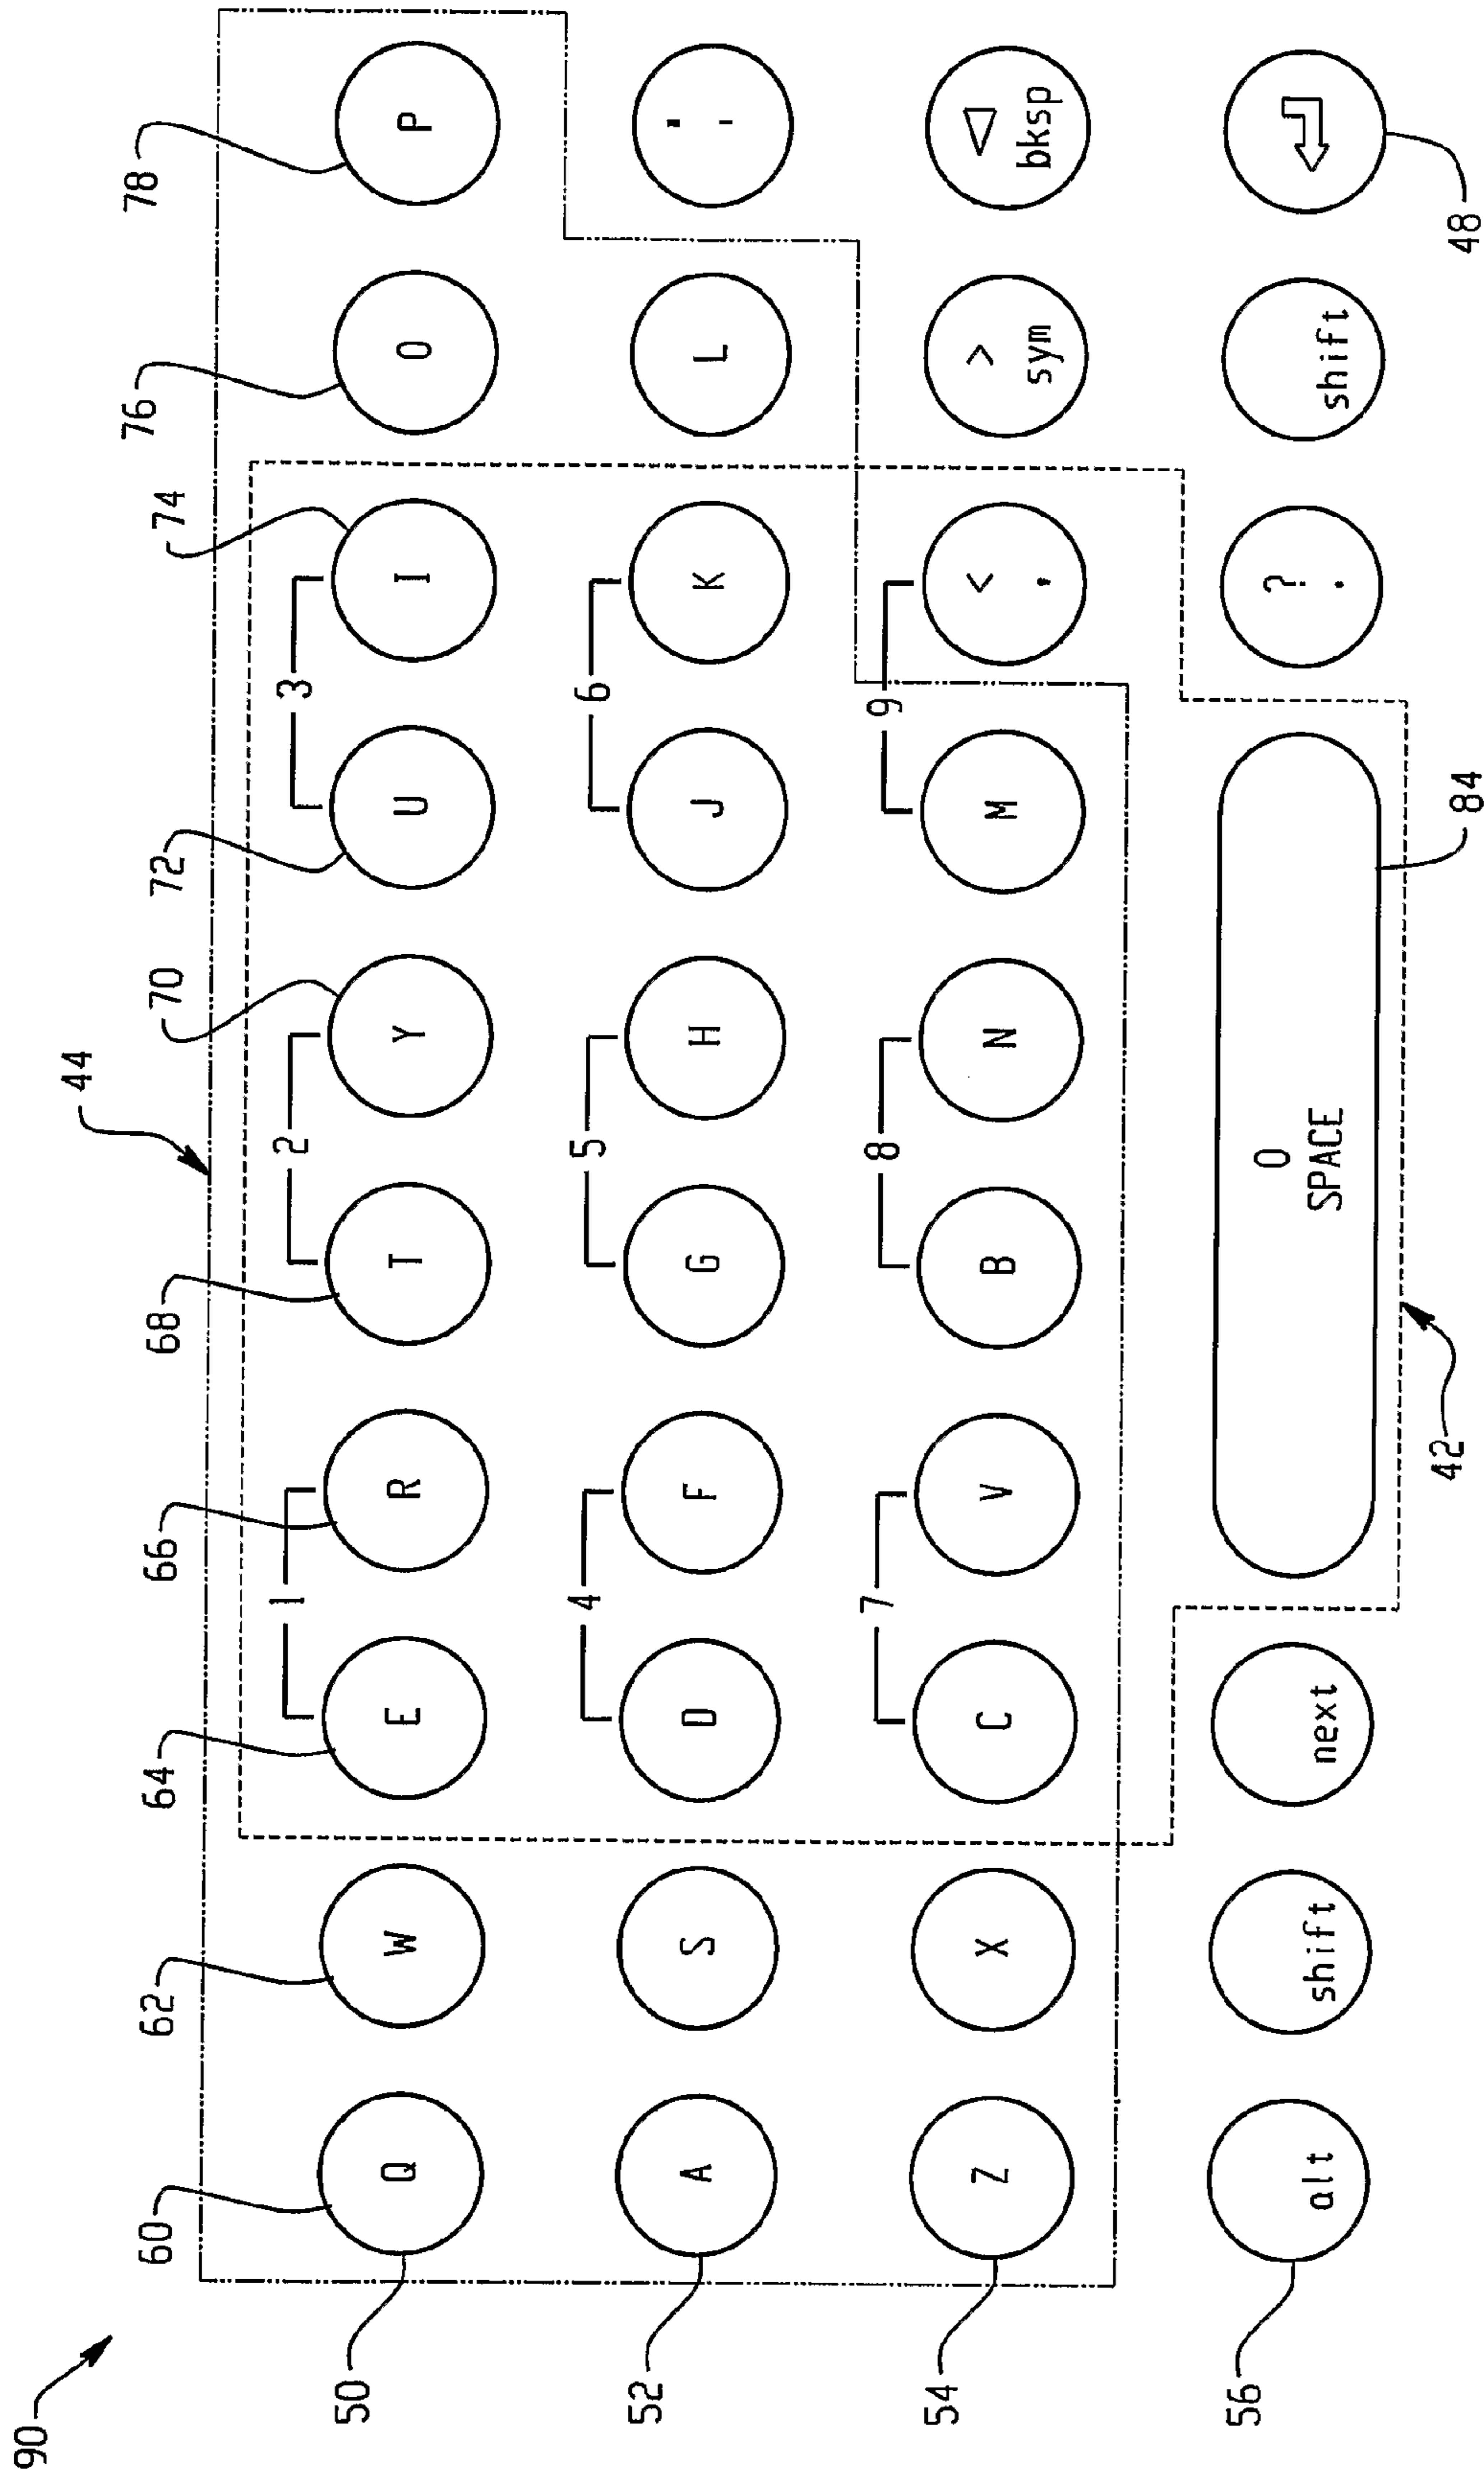 90
44
60 62 64 66 68 70 72 74 76 78
1 2 3
50 Q W E R T Y U I O P
4 5 6
52 A S D F G H J K L
7 8 9
54 Z X C V B N M < , > sym bksp
56 alt shift next 0 SPACE ? . shift
42 84 48